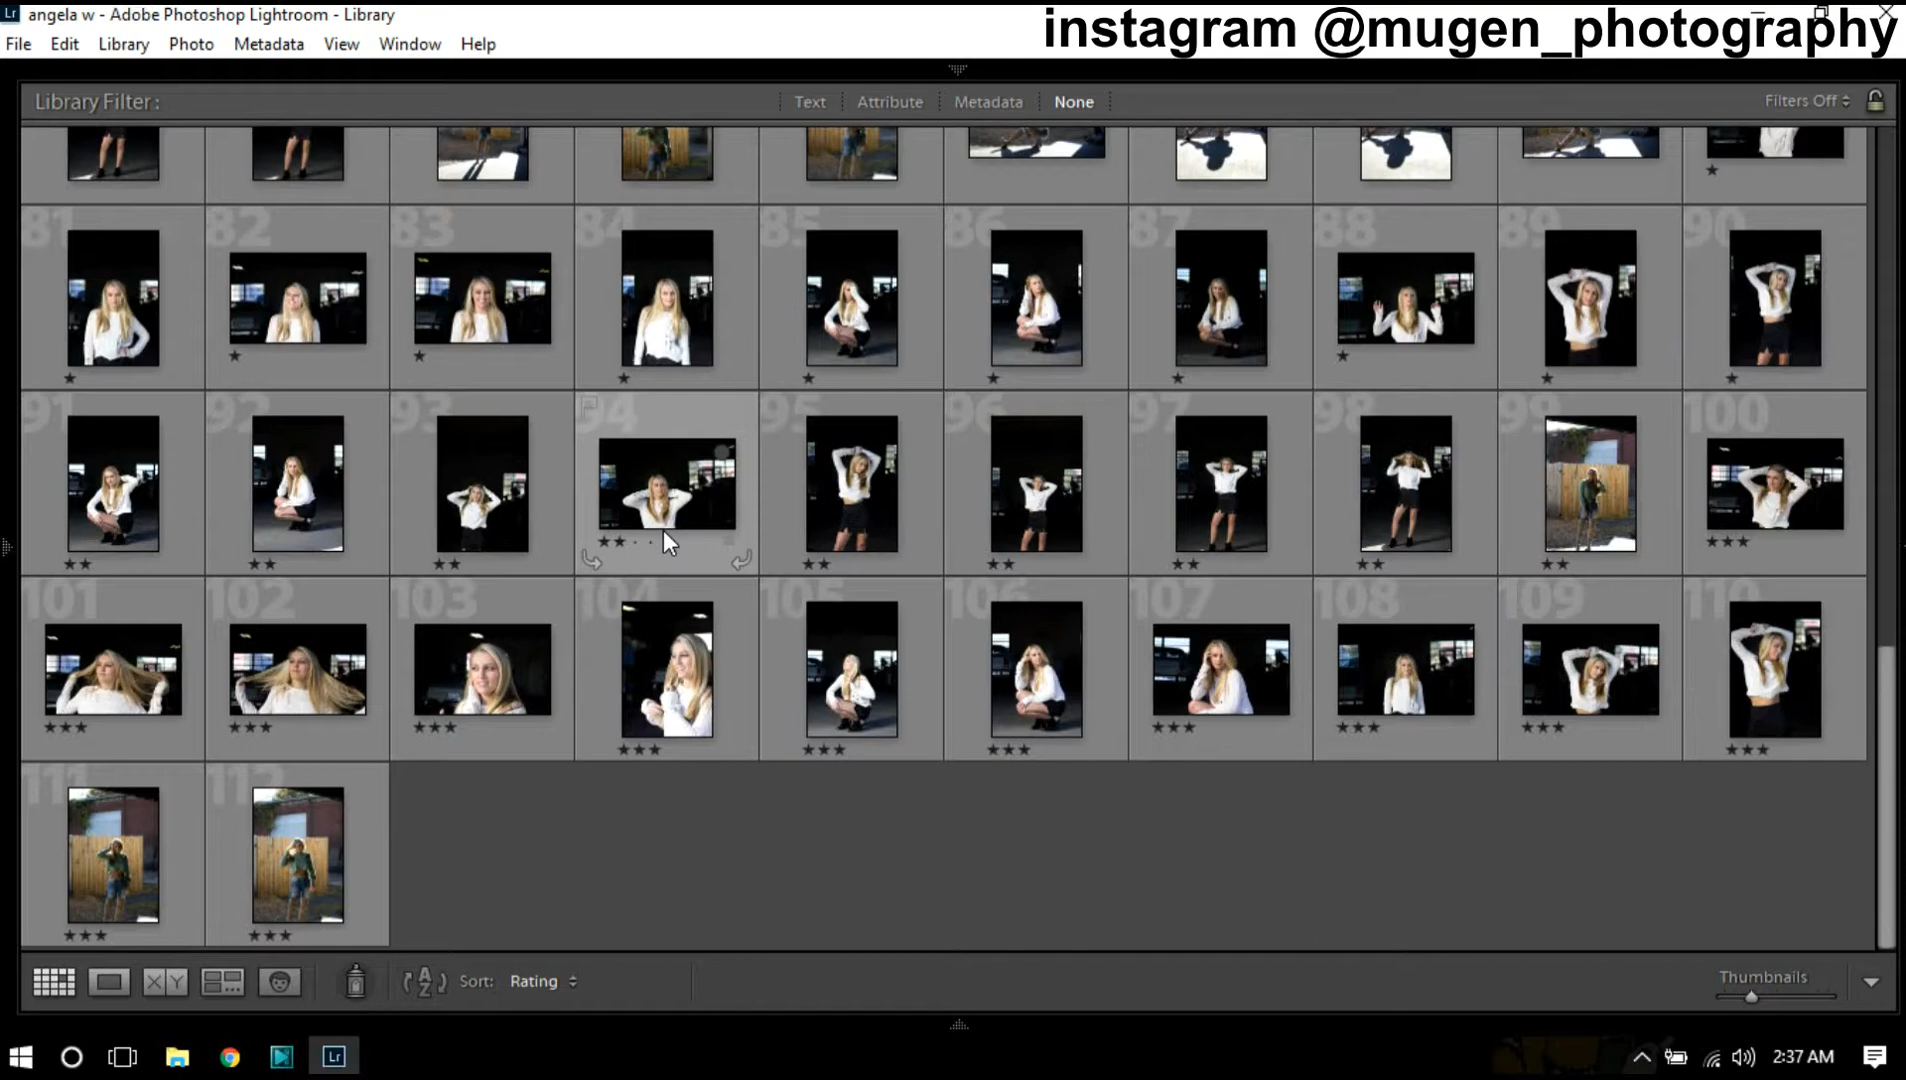 Lr angela w - Adobe Photoshop Lightroom - Library
instagram @mugen_photography
File Edit Library Photo Metadata View Window Help
Library Filter : Text Attribute Metadata None Filters Off
81 82 83 84 85 86 87 88 89 90
91 92 93 94 95 96 97 98 99 100
101 102 103 104 105 106 107 108 109 110
111 112
XY A Z Sort: Rating Thumbnails
Lr 2:37 AM